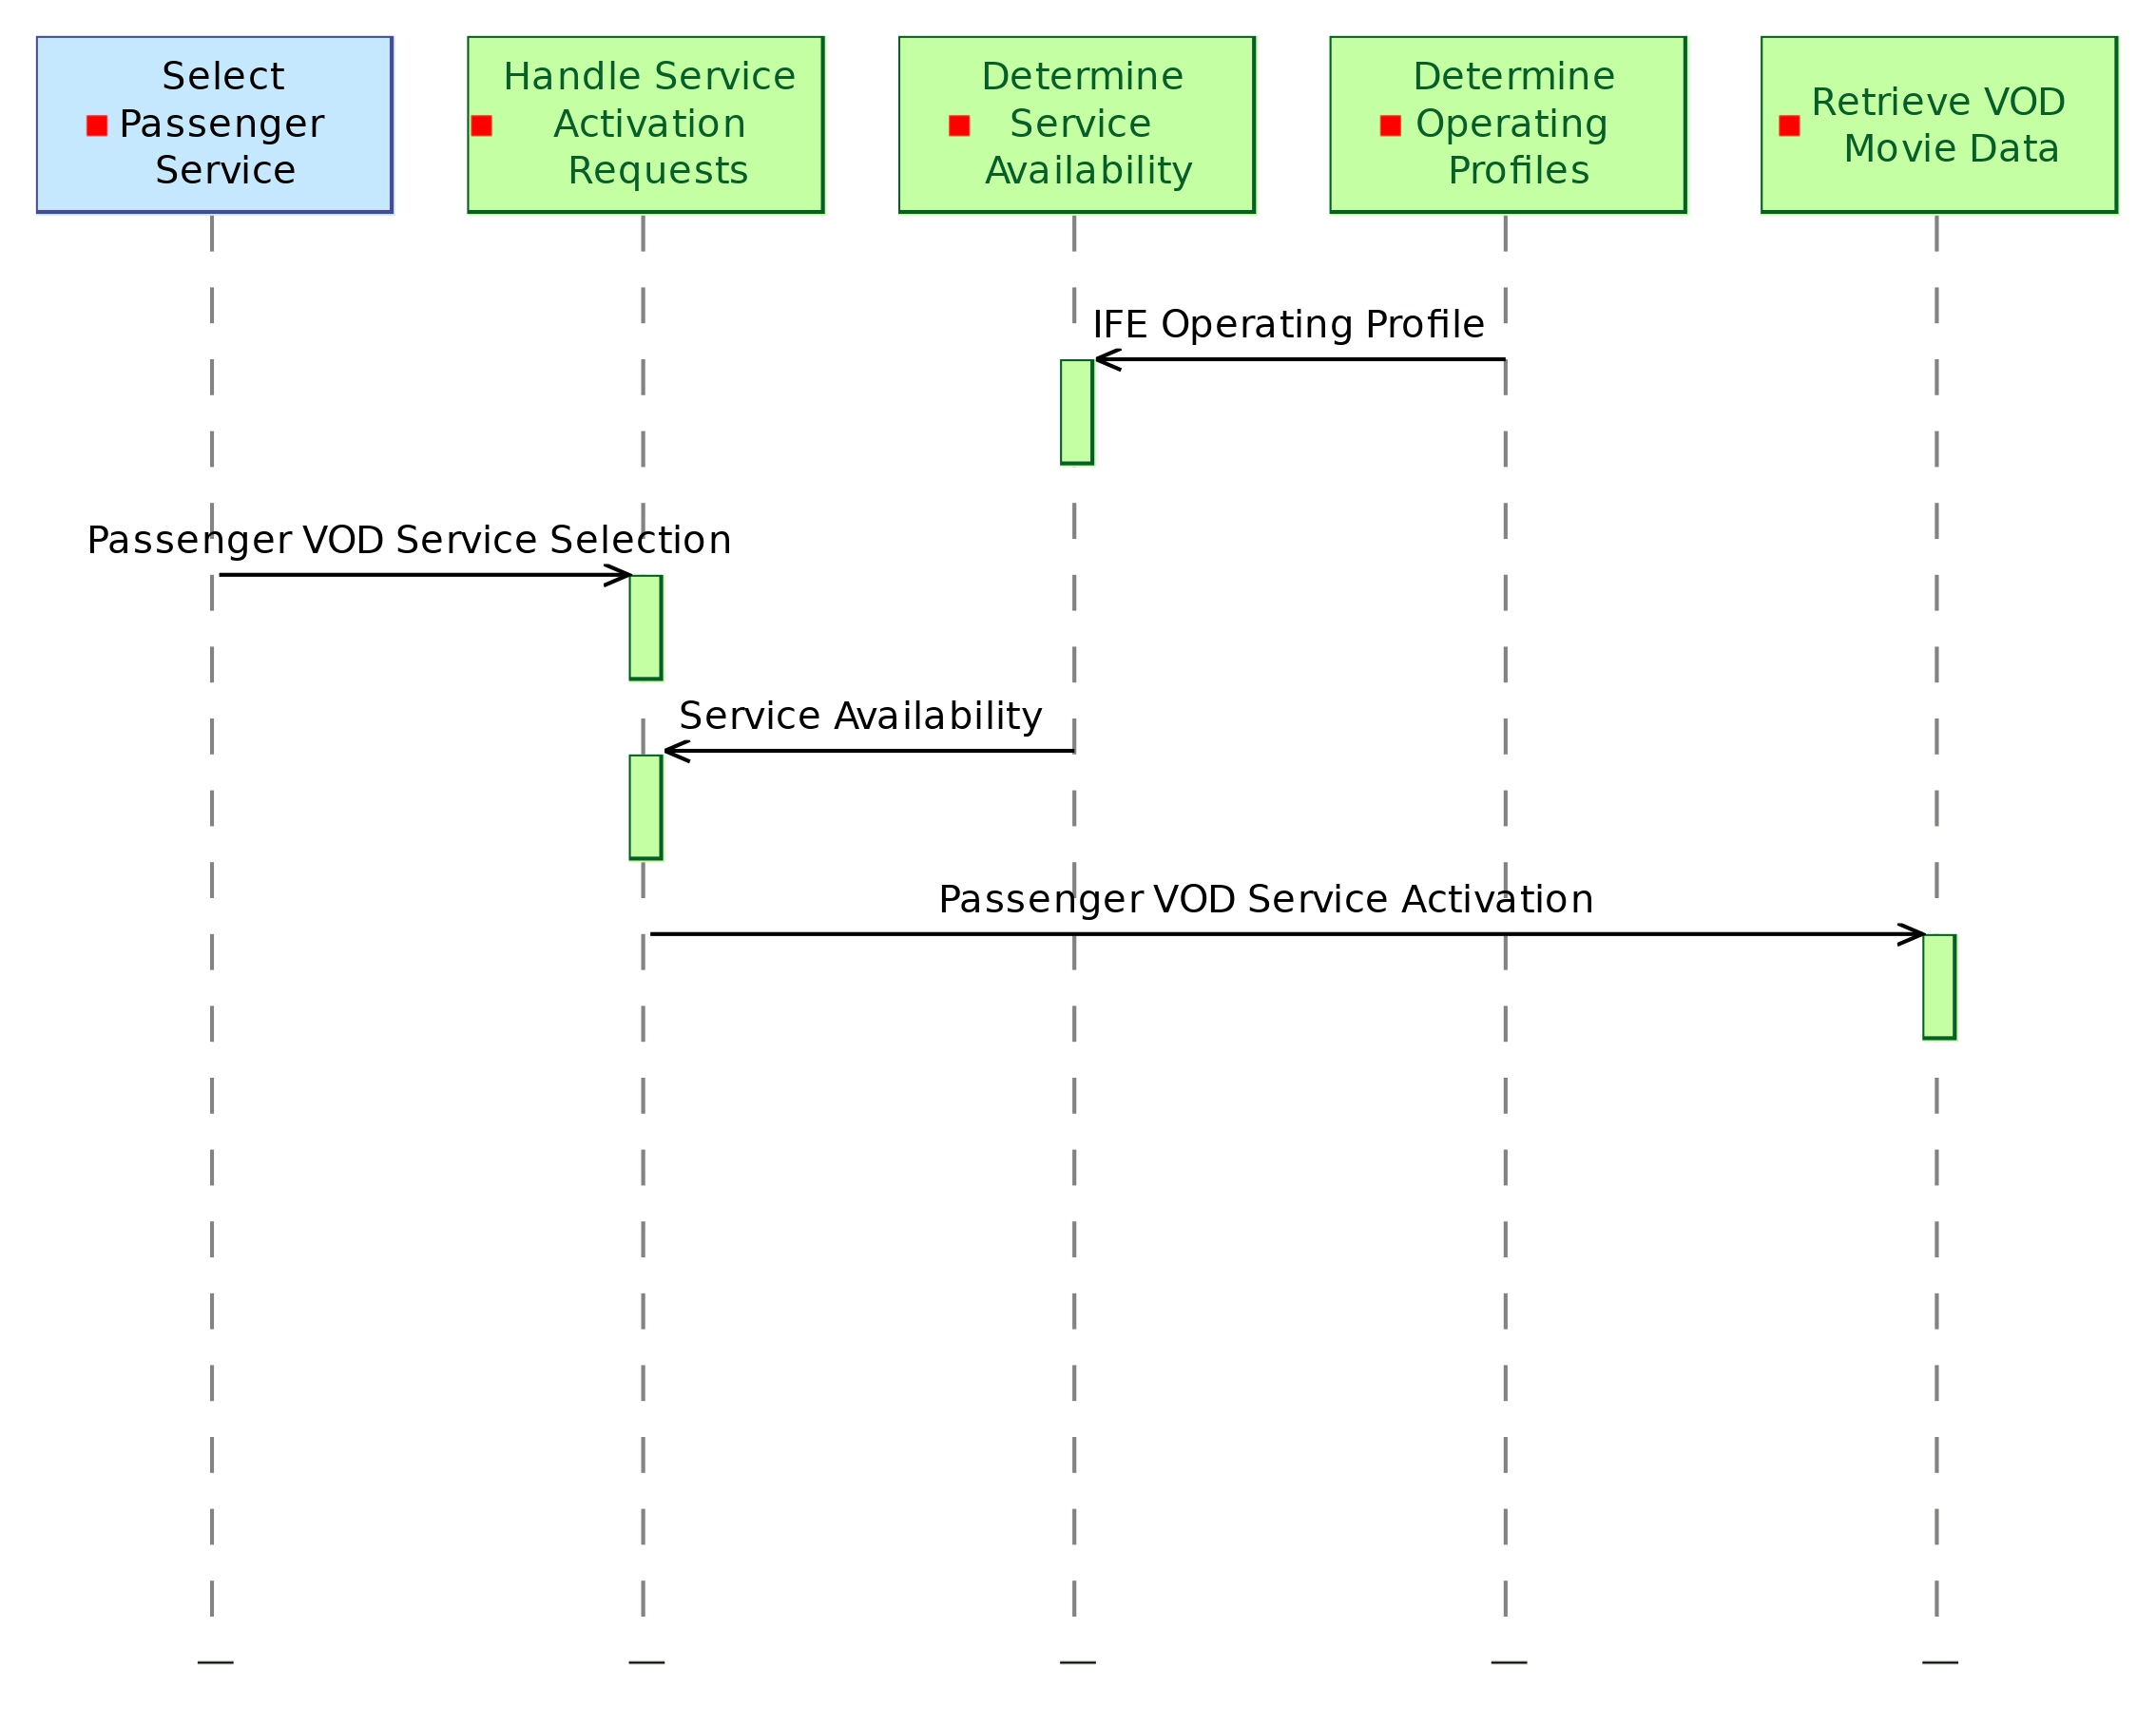 Select
Passenger
Service
Handle Service
Activation
Requests
Determine
Service
Availability
Determine
Operating
Profiles
Retrieve VOD
Movie Data
IFE Operating Profile
Passenger VOD Service Selection
Service Availability
Passenger VOD Service Activation